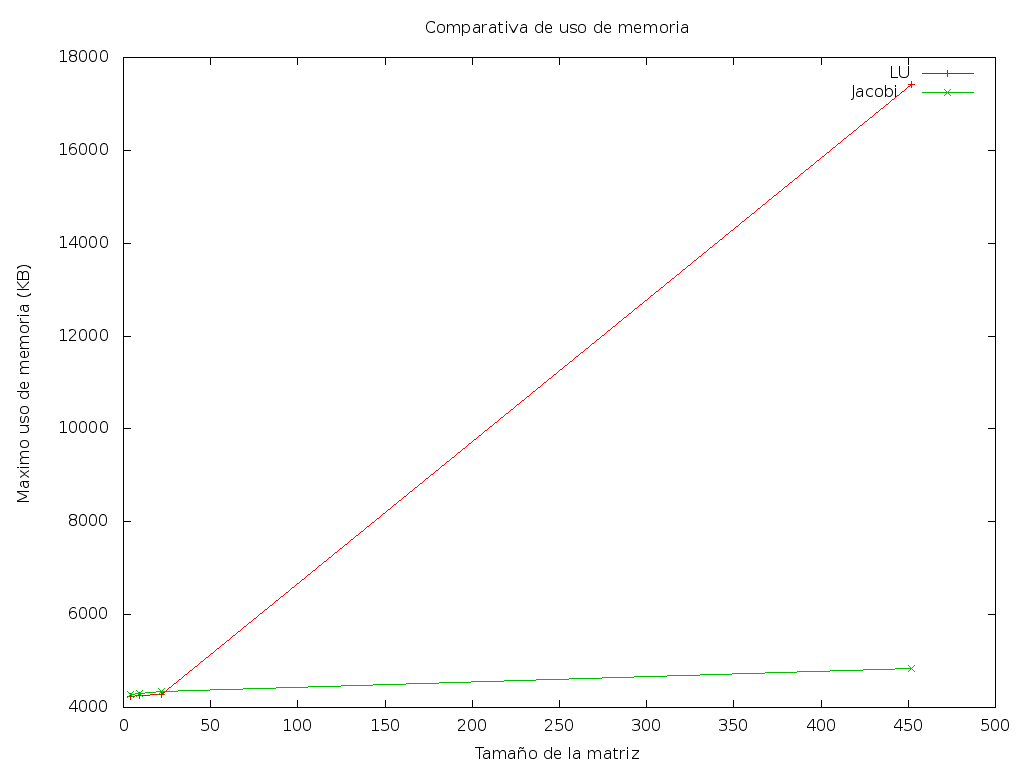 Comparativa de uso de memoria
18000
16000
14000
12000
10000
8000
6000
4000
Maximo uso de memoria (KB)
LU
Jacobi
0 50 100 150 200 250 300 350 400 450 500
Tamaño de la matriz